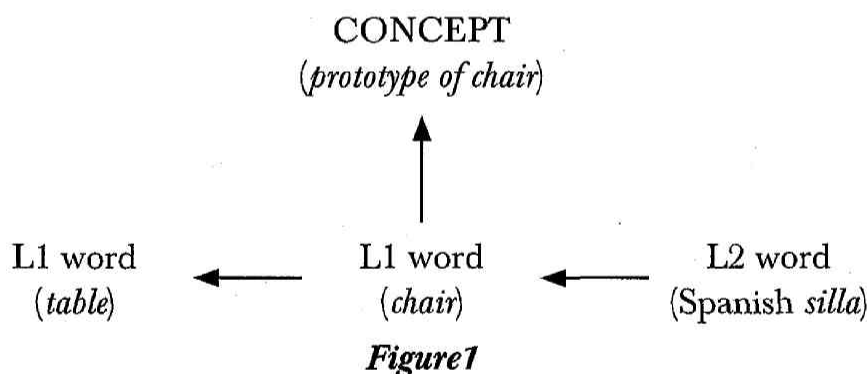 CONCEPT
(prototype of chair)
L1 word L1 word L2 word
(table) (chair) (Spanish silla)
Figure1